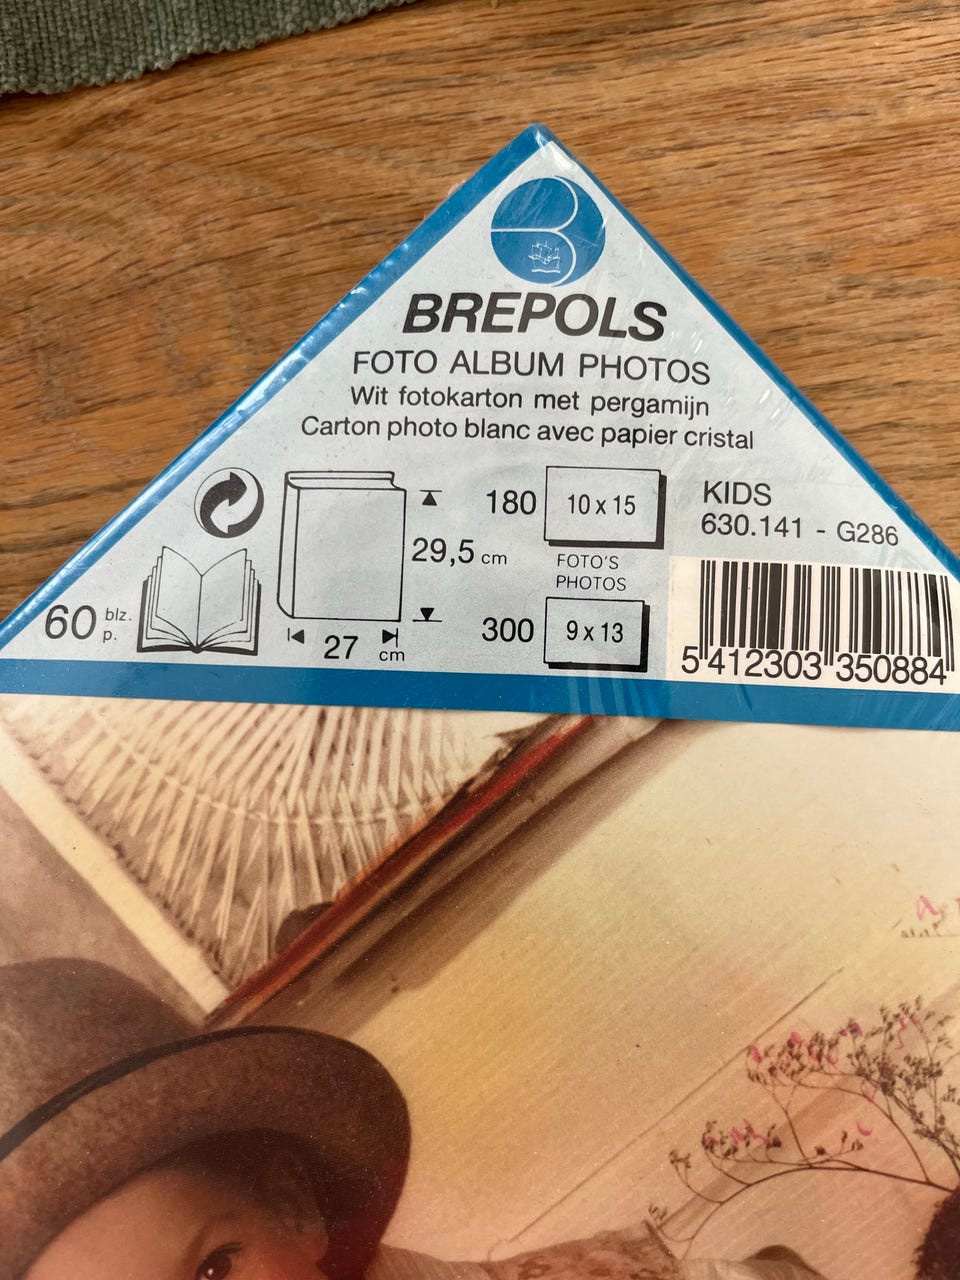 BREPOLS
FOTO ALBUM PHOTOS
Wit fotokarton met pergamijn
Carton photo blanc avec papier cristal
60 blz.
p.
29,5 cm
27 cm
180 10 x 15
FOTO'S
PHOTOS
300 9 x 13
KIDS
630.141 - G286
5 412303 350884